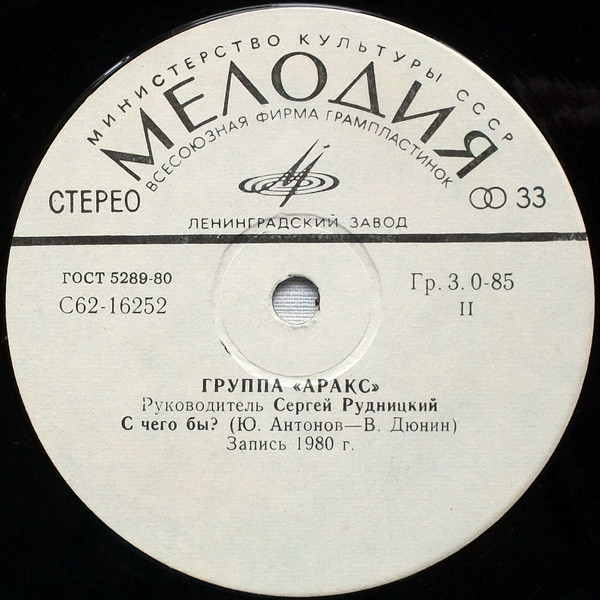 МИНИСТЕРСТВО КУЛЬТУРЫ СССР
МЕЛОДИЯ
ВСЕСОЮЗНАЯ ФИРМА ГРАМПЛАСТИНОК
СТЕРЕО
33
ЛЕНИНГРАДСКИЙ ЗАВОД
ГОСТ 5289-80
Гр. 3. 0-85
С62-16252
II
ГРУППА «АРАКС»
Руководитель Сергей Рудницкий
С чего бы? (Ю. Антонов—В. Дюнин)
Запись 1980 г.